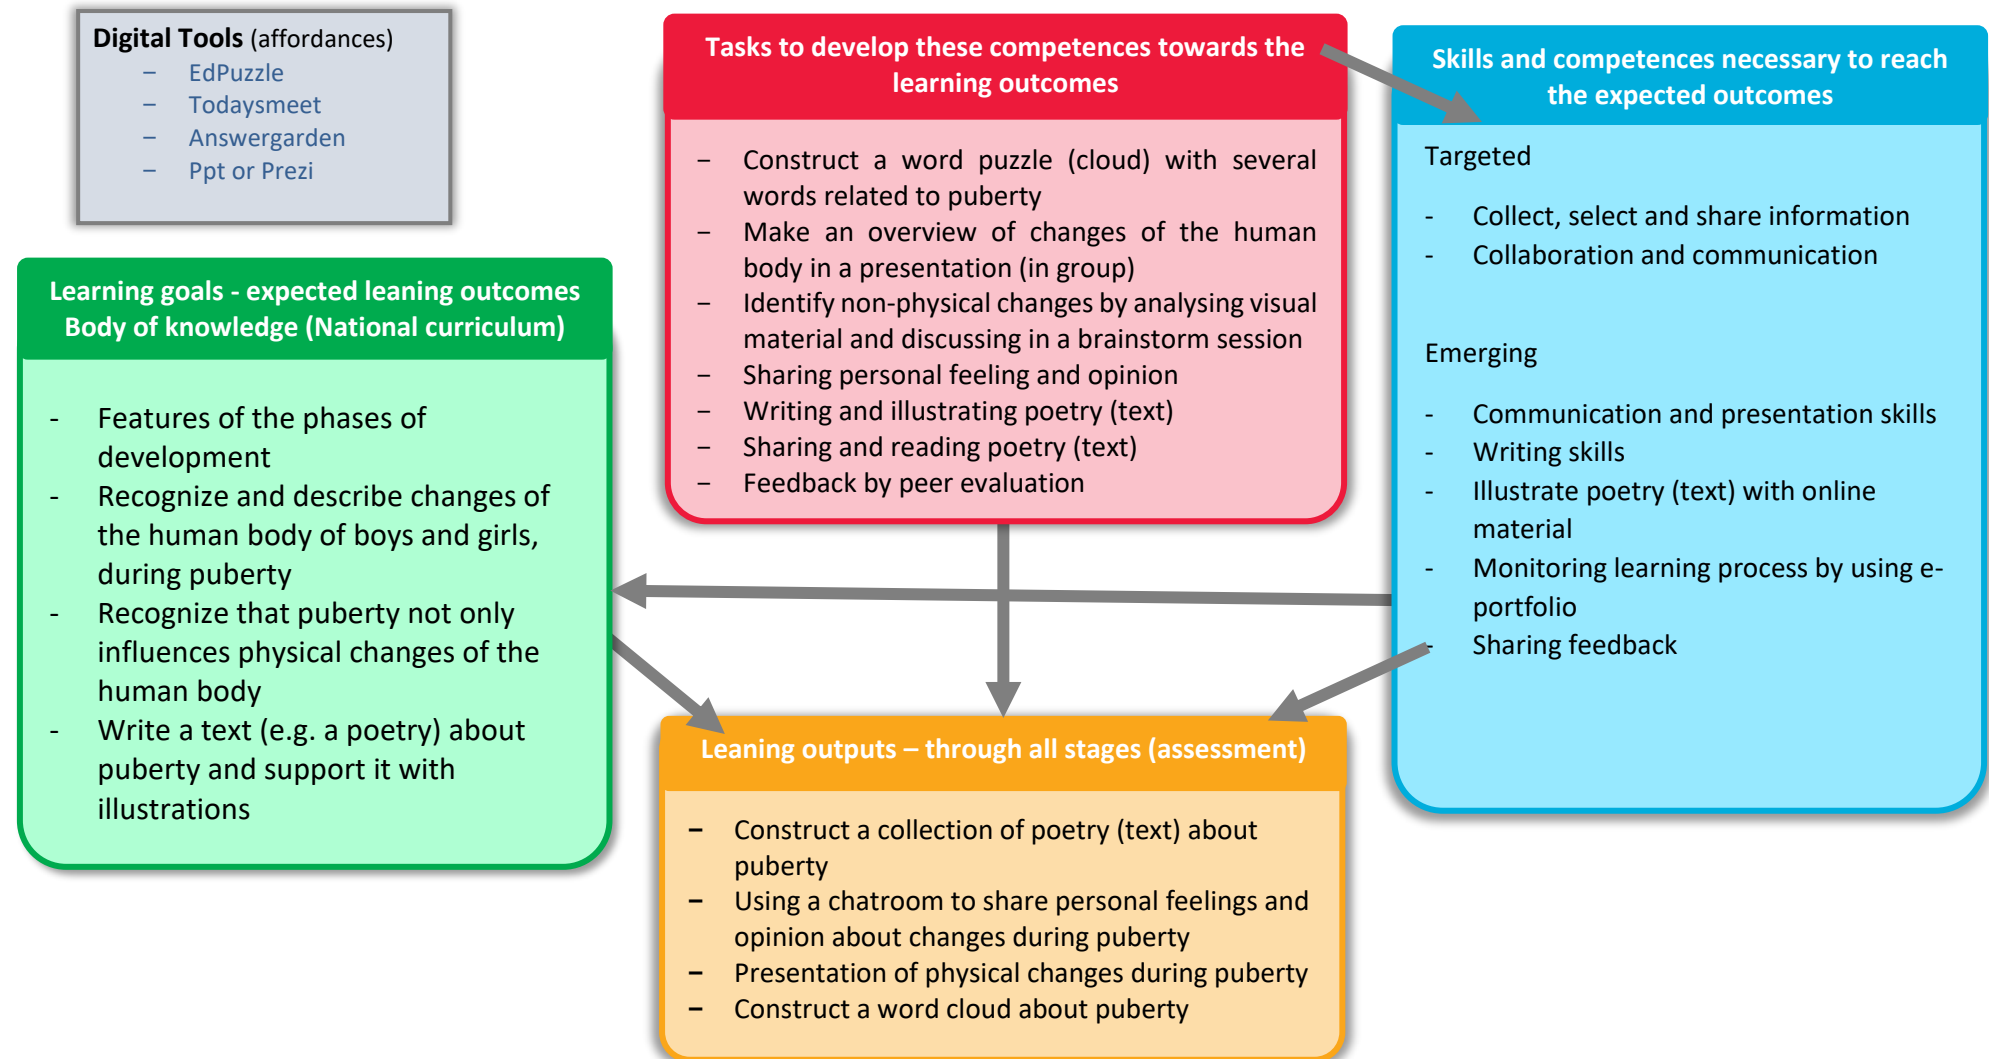 Digital Tools (affordances)
− EdPuzzle
− Todaysmeet
− Answergarden
− Ppt or Prezi
Tasks to develop these competences towards the
learning outcomes
− Construct a word puzzle (cloud) with several
words related to puberty
− Make an overview of changes of the human
body in a presentation (in group)
− Identify non-physical changes by analysing visual
material and discussing in a brainstorm session
− Sharing personal feeling and opinion
− Writing and illustrating poetry (text)
− Sharing and reading poetry (text)
− Feedback by peer evaluation
Skills and competences necessary to reach
the expected outcomes
Targeted
- Collect, select and share information
- Collaboration and communication
Emerging
- Communication and presentation skills
- Writing skills
- Illustrate poetry (text) with online
material
- Monitoring learning process by using e-
portfolio
- Sharing feedback
Learning goals - expected leaning outcomes
Body of knowledge (National curriculum)
- Features of the phases of
development
- Recognize and describe changes of
the human body of boys and girls,
during puberty
- Recognize that puberty not only
influences physical changes of the
human body
- Write a text (e.g. a poetry) about
puberty and support it with
illustrations
Leaning outputs – through all stages (assessment)
− Construct a collection of poetry (text) about
puberty
− Using a chatroom to share personal feelings and
opinion about changes during puberty
− Presentation of physical changes during puberty
− Construct a word cloud about puberty